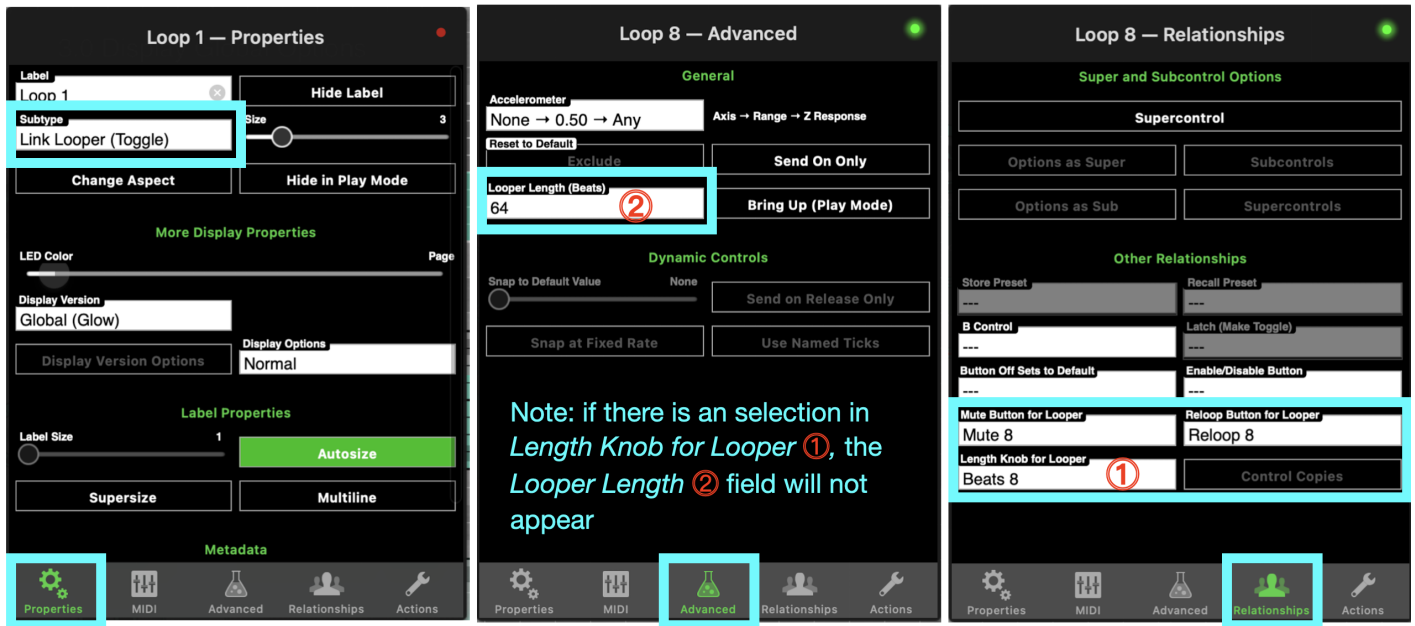 Loop 1 — Properties
Label
Loop 1
Hide Label
Subtype
Link Looper (Toggle)
Size 3
Change Aspect
Hide in Play Mode
More Display Properties
LED Color Page
Display Version
Global (Glow)
Display Version Options
Display Options
Normal
Label Properties
Label Size 1
Autosize
Supersize
Multiline
Metadata
Properties MIDI Advanced Relationships Actions
Loop 8 — Advanced
General
Accelerometer
None → 0.50 → Any
Axis → Range → Z Response
Reset to Default
Exclude
Send On Only
Looper Length (Beats)
64 ②
Bring Up (Play Mode)
Dynamic Controls
Snap to Default Value None
Send on Release Only
Snap at Fixed Rate
Use Named Ticks
Note: if there is an selection in
Length Knob for Looper ①, the
Looper Length ② field will not
appear
Properties MIDI Advanced Relationships Actions
Loop 8 — Relationships
Super and Subcontrol Options
Supercontrol
Options as Super
Subcontrols
Options as Sub
Supercontrols
Other Relationships
Store Preset
---
Recall Preset
---
B Control
---
Latch (Make Toggle)
---
Button Off Sets to Default
---
Enable/Disable Button
---
Mute Button for Looper
Mute 8
Reloop Button for Looper
Reloop 8
Length Knob for Looper
Beats 8 ①
Control Copies
Properties MIDI Advanced Relationships Actions